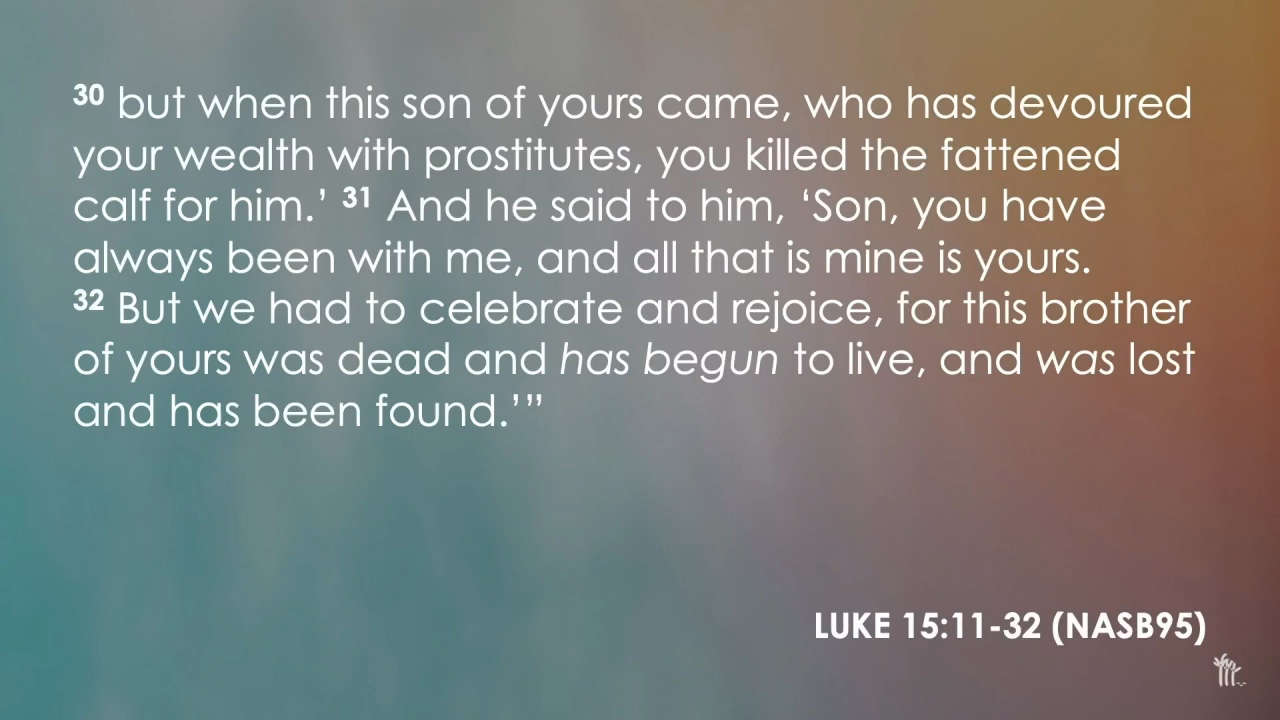 30 but when this son of yours came, who has devoured
your wealth with prostitutes, you killed the fattened
calf for him.’ 31 And he said to him, ‘Son, you have
always been with me, and all that is mine is yours.
32 But we had to celebrate and rejoice, for this brother
of yours was dead and has begun to live, and was lost
and has been found.’”
LUKE 15:11-32 (NASB95)